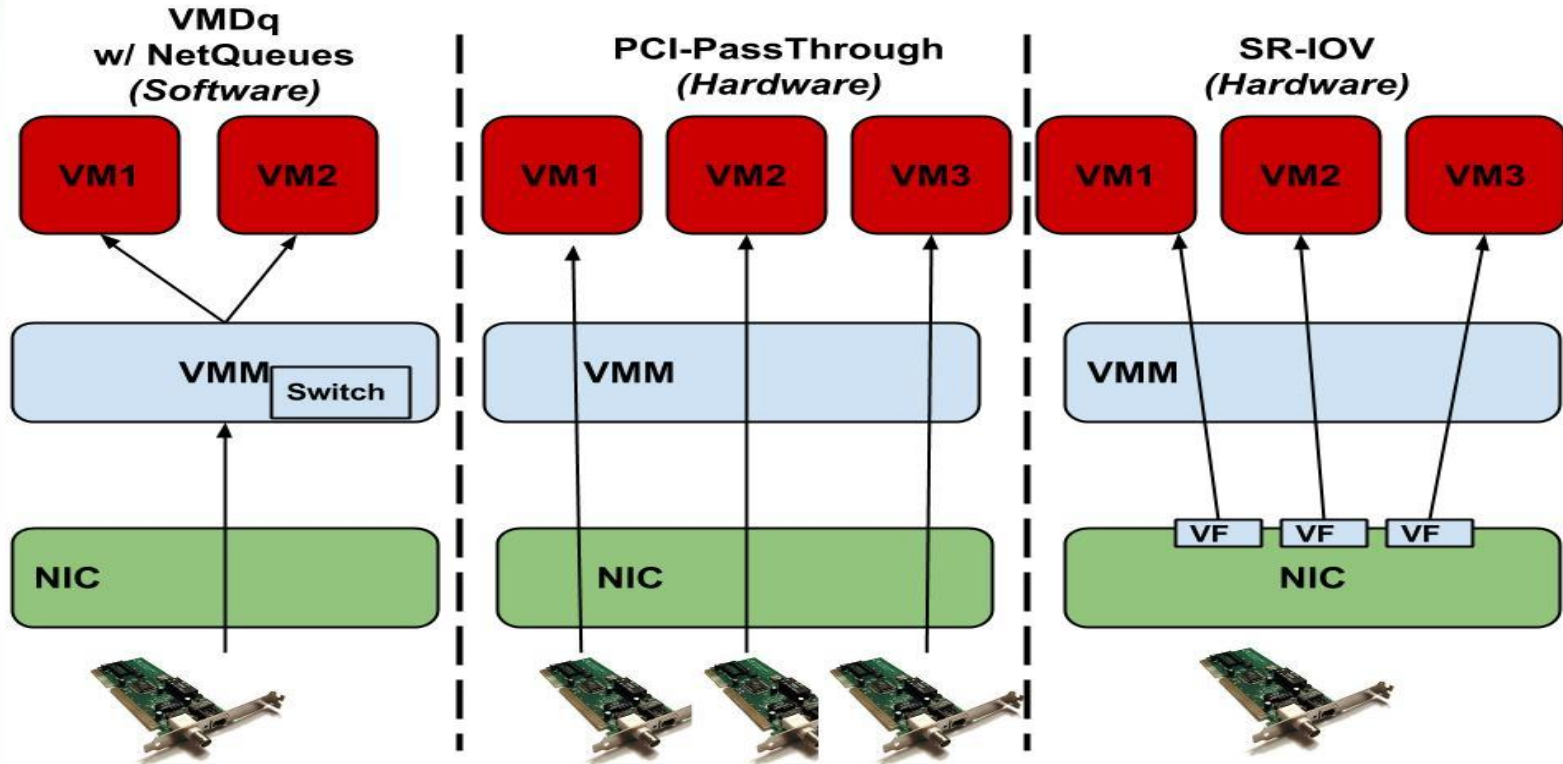 VMDq
w/ NetQueues
(Software)
VM1
VM2
VMM
Switch
NIC
PCI-PassThrough
(Hardware)
VM1
VM2
VM3
VMM
NIC
SR-IOV
(Hardware)
VM1
VM2
VM3
VMM
VF
VF
VF
NIC